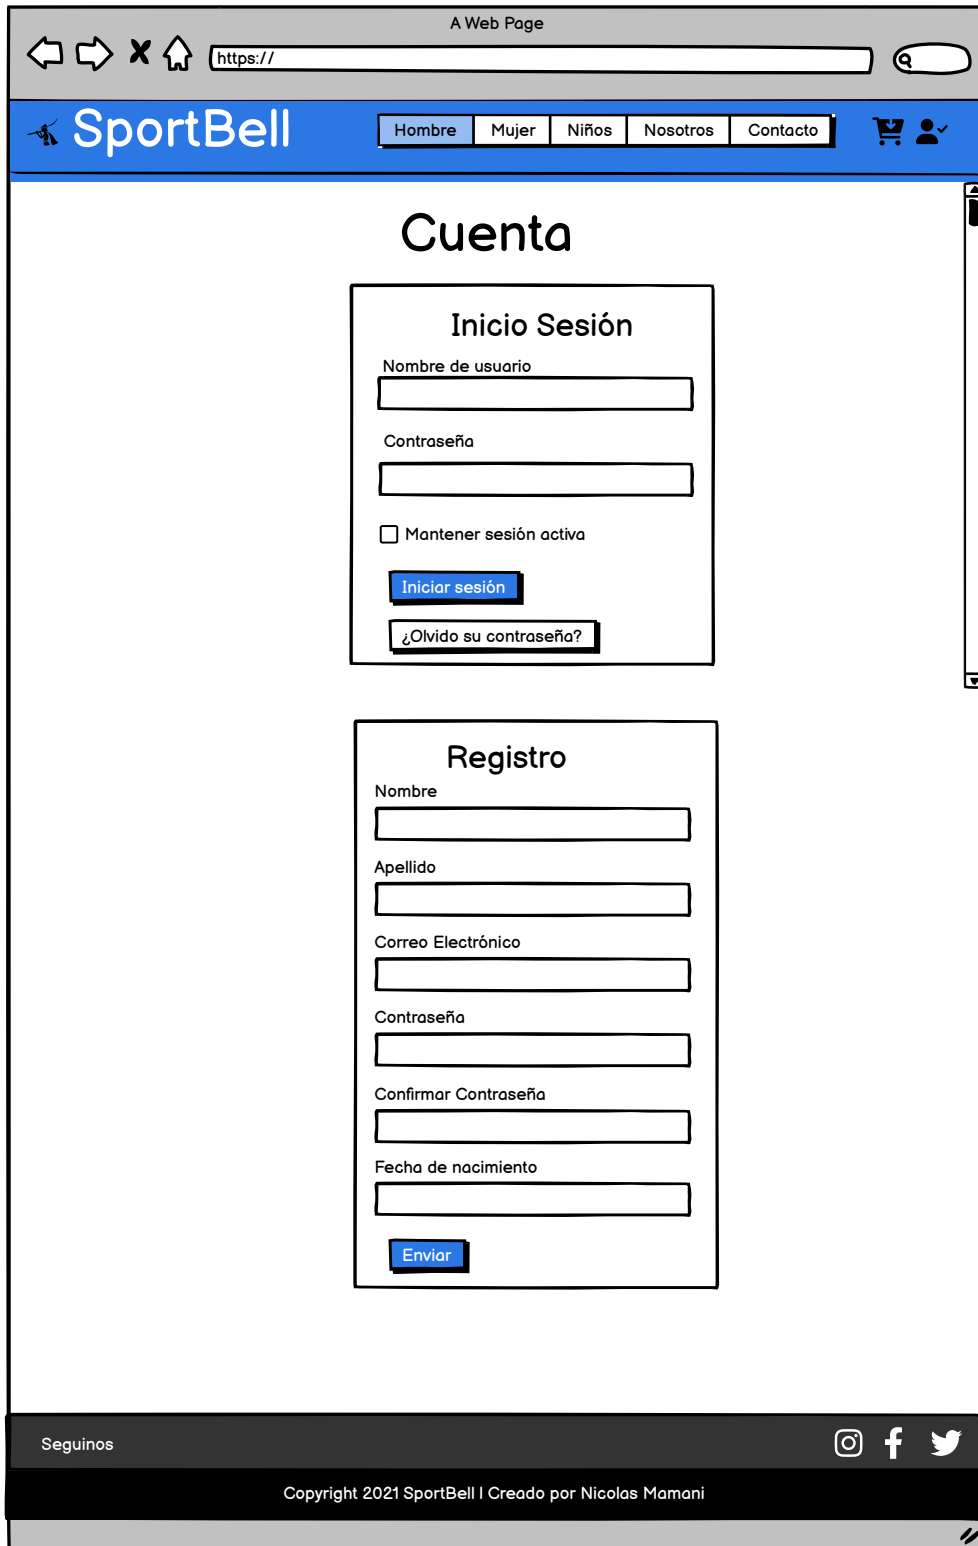 A Web Page
https://
SportBell
Hombre Mujer Niños Nosotros Contacto
Cuenta
Inicio Sesión
Nombre de usuario
Contraseña
Mantener sesión activa
Iniciar sesión
¿Olvido su contraseña?
Registro
Nombre
Apellido
Correo Electrónico
Contraseña
Confirmar Contraseña
Fecha de nacimiento
Enviar
Seguinos
Copyright 2021 SportBell | Creado por Nicolas Mamani